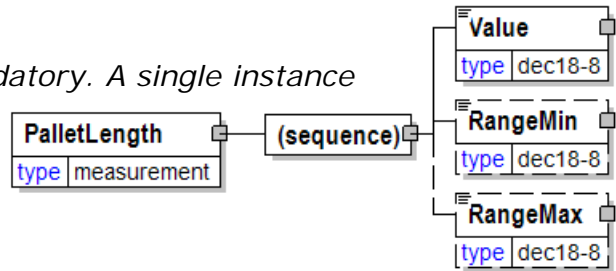 Value
type dec18-8
datory. A single instance
PalletLength
type measurement
(sequence)
RangeMin
type dec18-8
RangeMax
type dec18-8